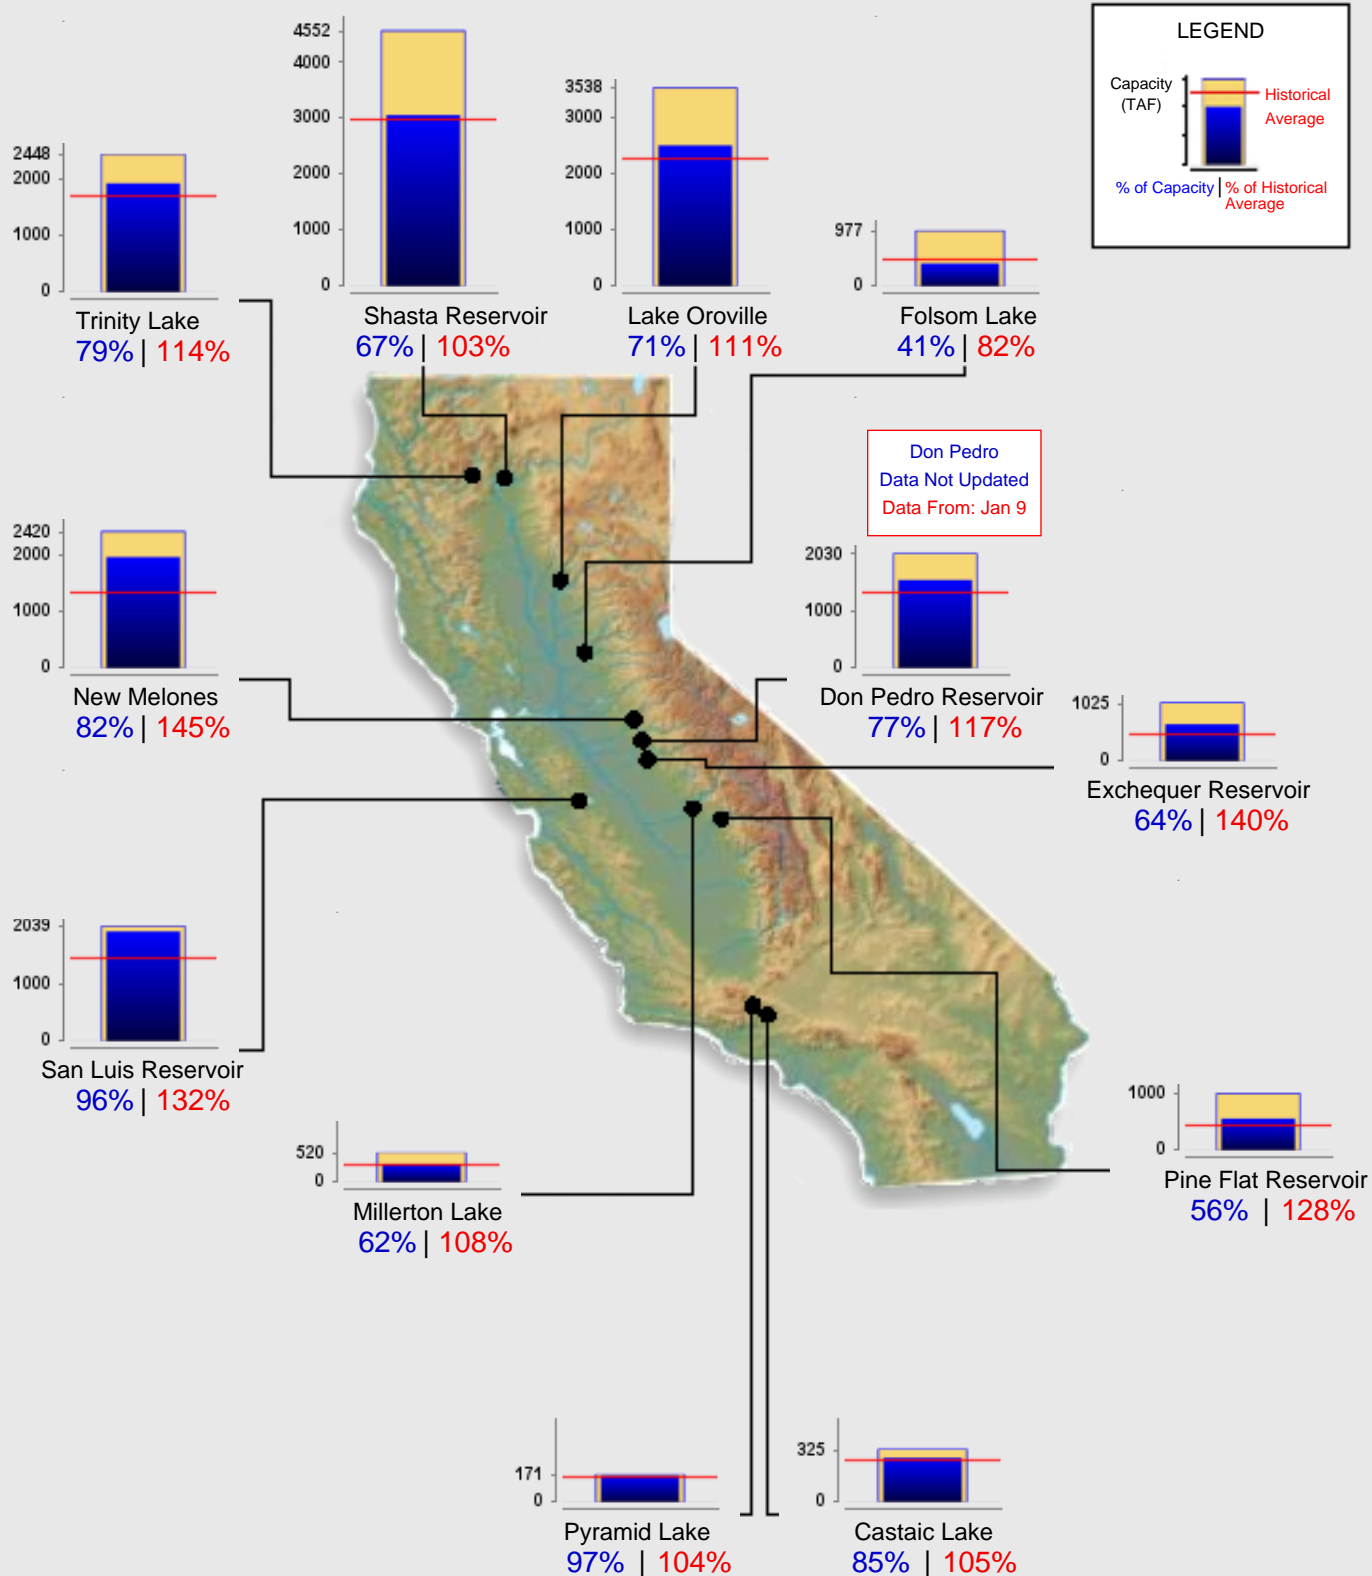 LEGEND
Capacity
(TAF)
Historical
Average
% of Capacity | % of Historical
Average
4552
4000
3000
2000
1000
0
Shasta Reservoir
67% | 103%
3538
3000
2000
1000
0
Lake Oroville
71% | 111%
2448
2000
1000
0
Trinity Lake
79% | 114%
977
0
Folsom Lake
41% | 82%
Don Pedro
Data Not Updated
Data From: Jan 9
2420
2000
1000
0
New Melones
82% | 145%
2030
1000
0
Don Pedro Reservoir
77% | 117%
1025
0
Exchequer Reservoir
64% | 140%
2039
1000
0
San Luis Reservoir
96% | 132%
520
0
Millerton Lake
62% | 108%
1000
0
Pine Flat Reservoir
56% | 128%
171
0
Pyramid Lake
97% | 104%
325
0
Castaic Lake
85% | 105%